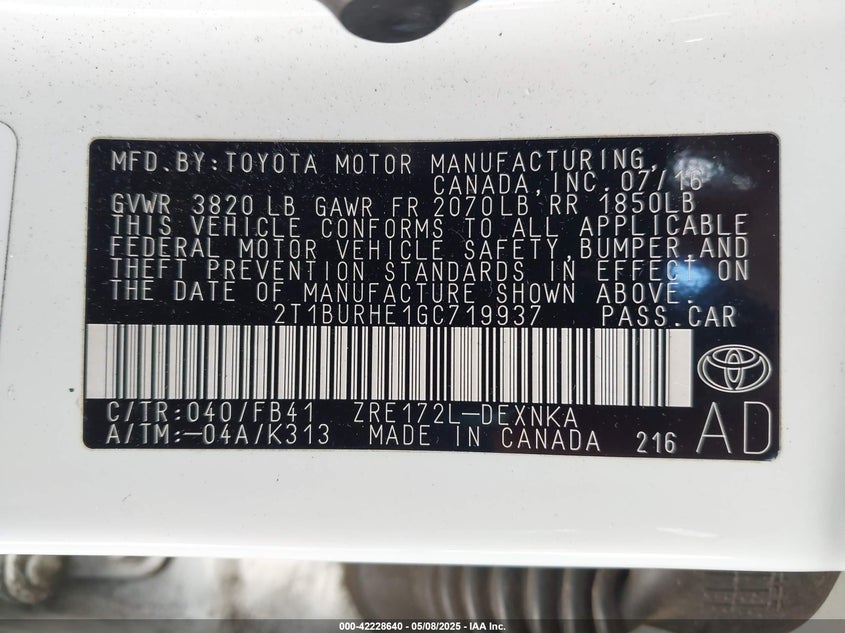 MFD.BY:TOYOTA MOTOR MANUFACTURING,
CANADA,INC.07/16
GVWR 3820 LB GAWR FR 2070LB RR 1850LB
THIS VEHICLE CONFORMS TO ALL APPLICABLE
FEDERAL MOTOR VEHICLE SAFETY,BUMPER,AND
THEFT PREVENTION STANDARDS IN EFFECT ON
THE DATE OF MANUFACTURE SHOWN ABOVE.
2T1BURHE1GC719937 PASS.CAR
C/TR:040/FB41 ZRE172L-DEXNKA
A/TM:-04A/K313 MADE IN CANADA 216 AD
000-42228640 - 05/08/2025 - IAA Inc.